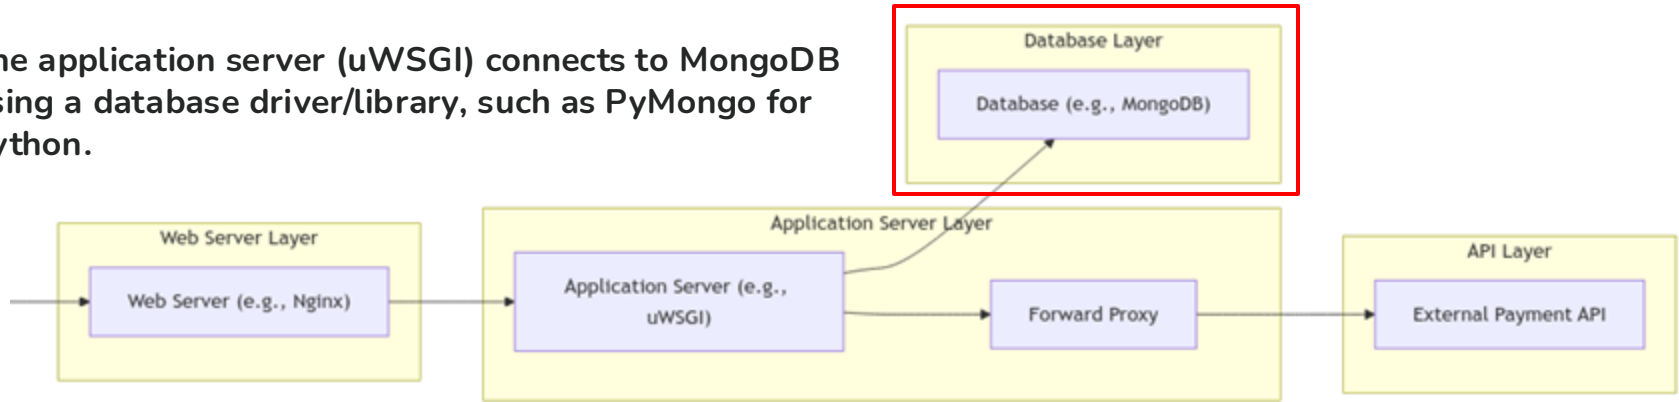 he application server (uWSGI) connects to MongoDB
sing a database driver/library, such as PyMongo for
ython.
Database Layer
Database (e.g., MongoDB)
Web Server Layer
Web Server (e.g., Nginx)
Application Server Layer
Application Server (e.g.,
uWSGI)
Forward Proxy
API Layer
External Payment API